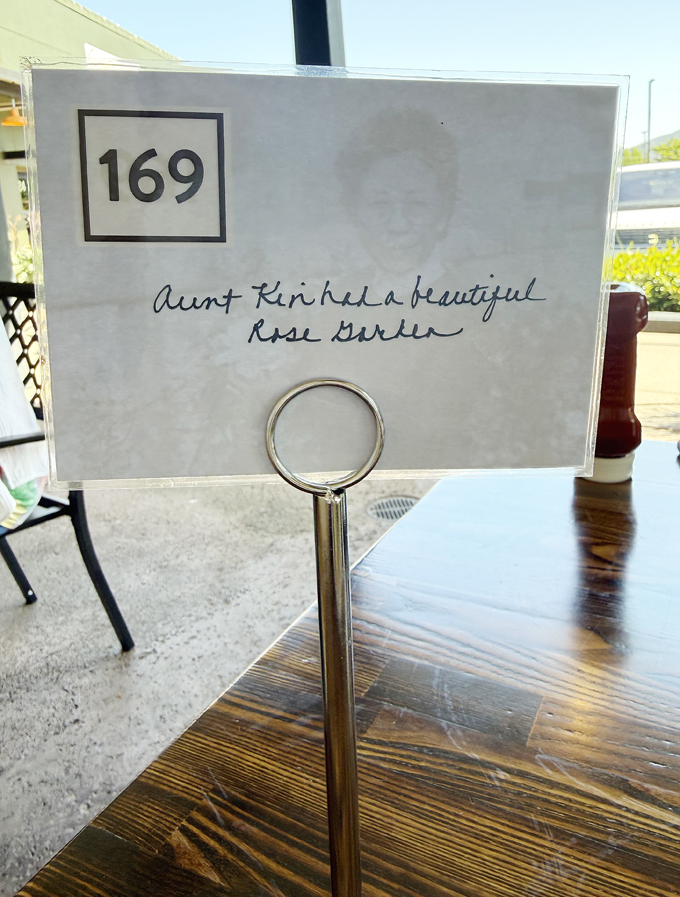 169
Aunt Keri had a beautiful
Rose Garden